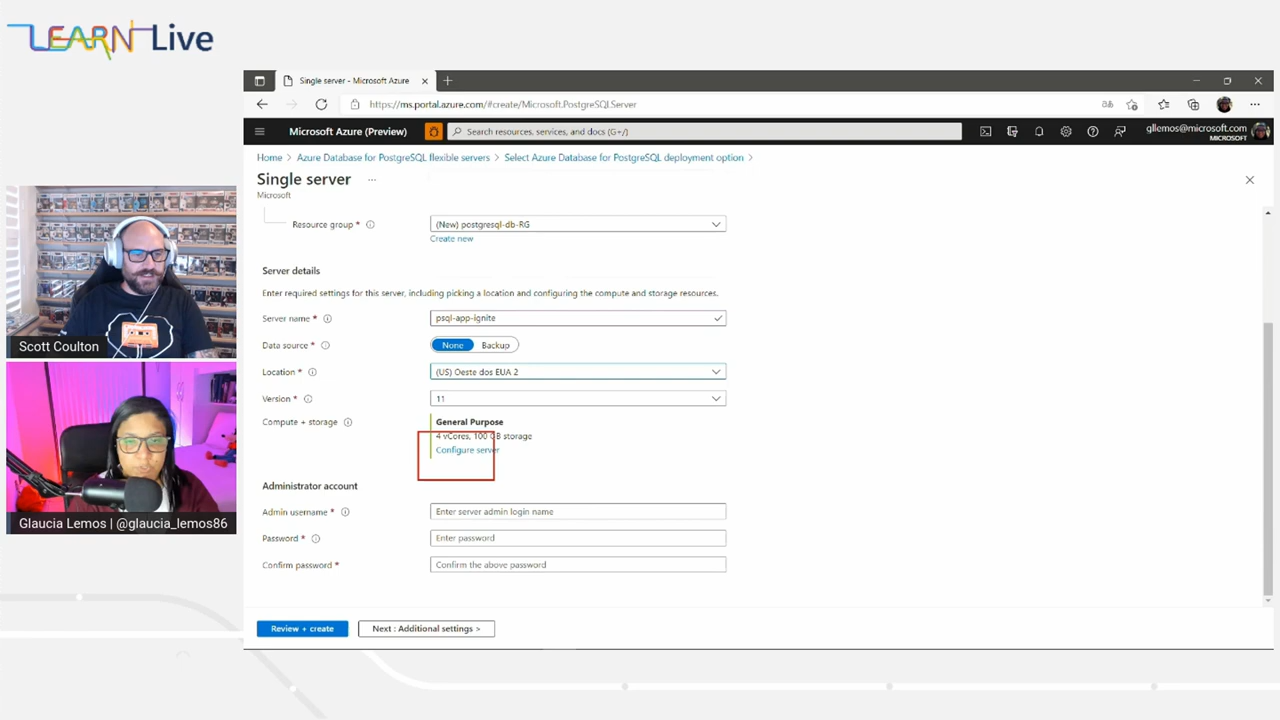 LEARN Live
Single server - Microsoft Azure
https://ms.portal.azure.com/#create/Microsoft.PostgreSQLServer
Microsoft Azure (Preview)
Search resources, services, and docs (G+/)
gllemos@microsoft.com
MICROSOFT
Home > Azure Database for PostgreSQL flexible servers > Select Azure Database for PostgreSQL deployment option >
Single server ...
Microsoft
Resource group *
(New) postgresql-db-RG
Create new
Server details
Enter required settings for this server, including picking a location and configuring the compute and storage resources.
Server name *
psql-app-ignite
Data source *
None
Backup
Location *
(US) Oeste dos EUA 2
Version *
11
Compute + storage
General Purpose
4 vCores, 100 GB storage
Configure server
Administrator account
Admin username *
Enter server admin login name
Password *
Enter password
Confirm password *
Confirm the above password
Review + create
Next : Additional settings >
Scott Coulton
Glaucia Lemos | @glaucia_lemos86